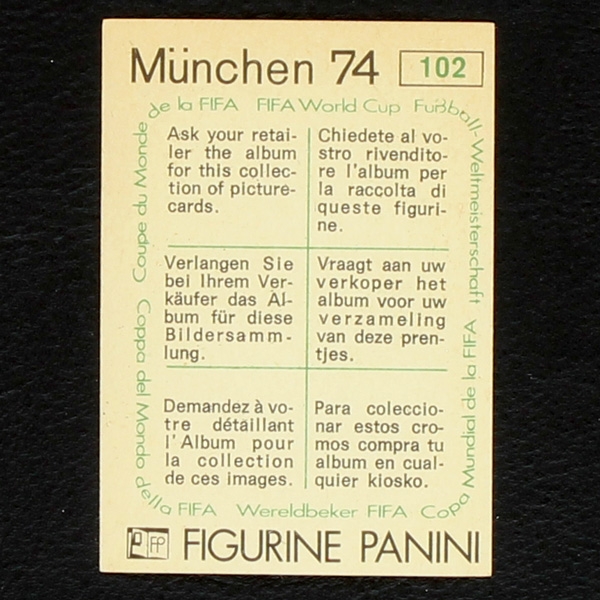 München 74 102
de la FIFA FIFA World Cup Fußball-Weltmeisterschaft
Ask your retai-
ler the album
for this collec-
tion of picture-
cards.
Chiedete al vo-
stro rivendito-
re l'album per
la raccolta di
queste figuri-
ne.
Verlangen Sie
bei Ihrem Ver-
käufer das Al-
bum für diese
Bildersamm-
lung.
Vraagt aan uw
verkoper het
album voor uw
verzameling
van deze pren-
tjes.
Demandez à vo-
tre détaillant
l'Album pour
la collection
de ces images.
Para coleccio-
nar estos cro-
mos compra tu
album en cual-
quier kiosko.
Coupe du Monde
Coppa del Mondo della FIFA Wereldbeker FIFA Copa Mundial de la FIFA
FP FIGURINE PANINI